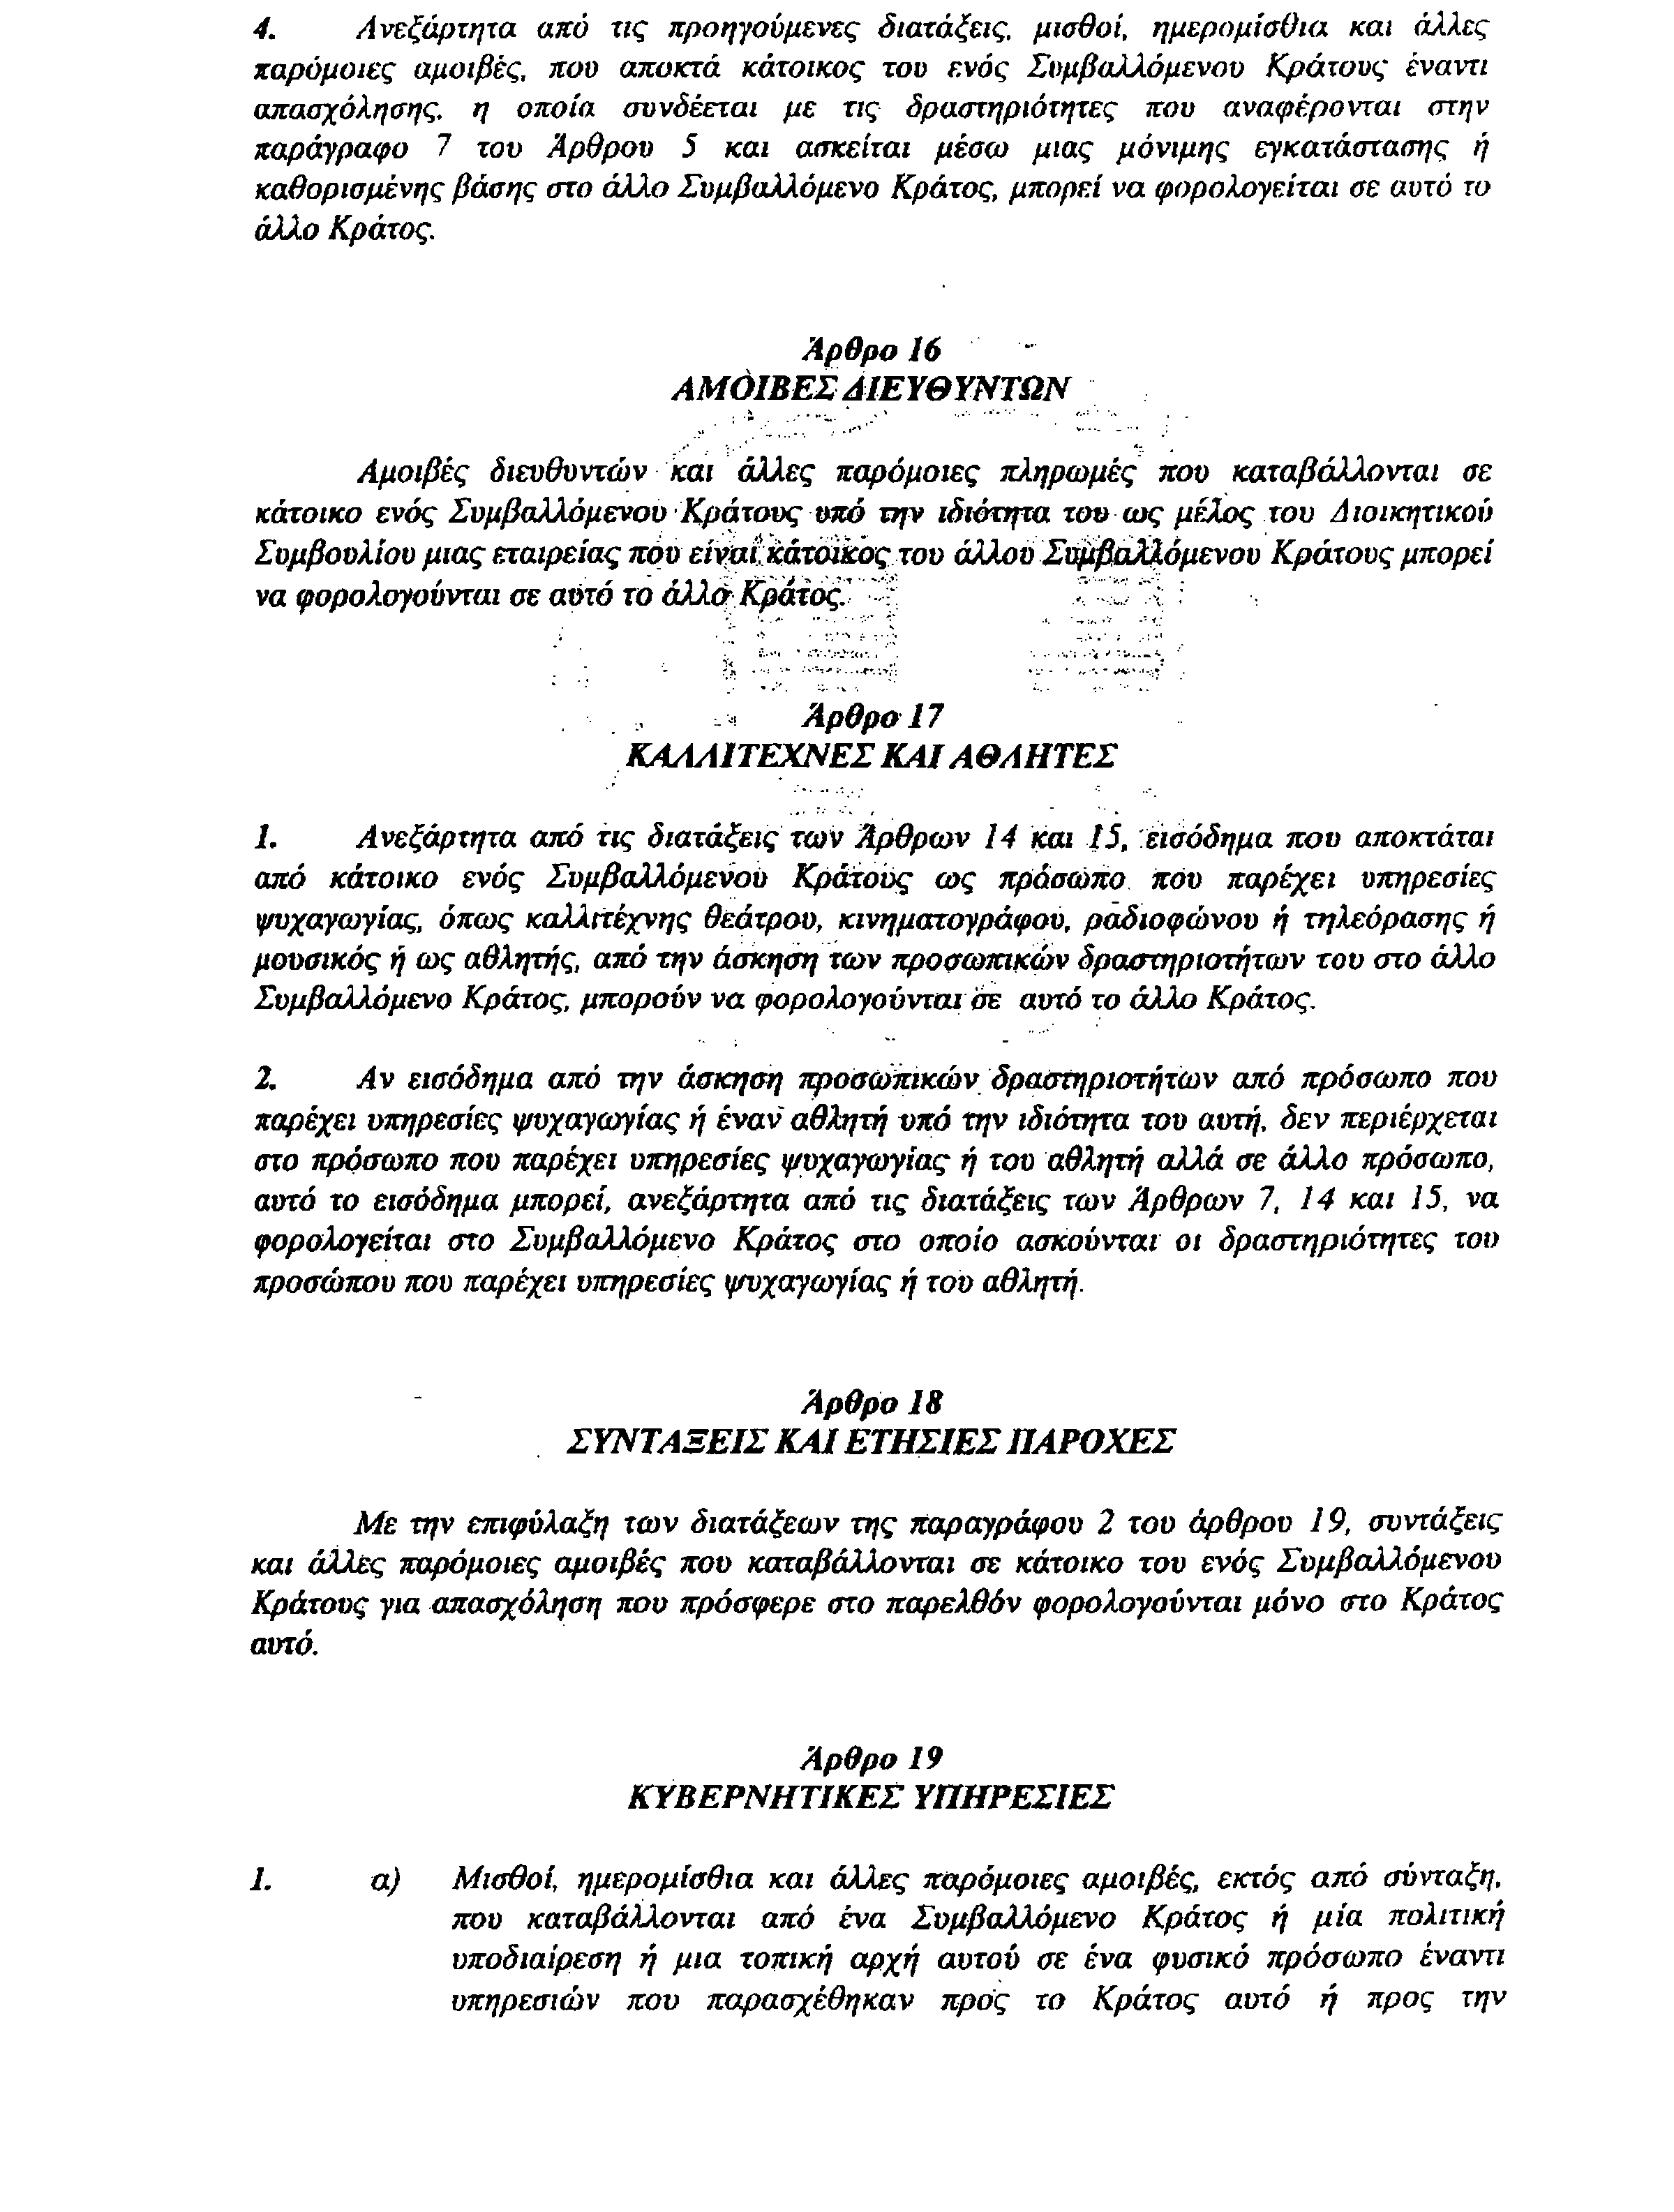 4. Ανεξάρτητα από τις προηγούμενες διατάξεις, μισθοί, ημερομίσθια και άλλες
παρόμοιες αμοιβές, που αποκτά κάτοικος του ενός Συμβαλλόμενου Κράτους έναντι
απασχόλησης, η οποία συνδέεται με τις δραστηριότητες που αναφέρονται στην
παράγραφο 7 του Άρθρου 5 και ασκείται μέσω μιας μόνιμης εγκατάστασης ή
καθορισμένης βάσης στο άλλο Συμβαλλόμενο Κράτος, μπορεί να φορολογείται σε αυτό το
άλλο Κράτος.
Άρθρο 16
ΑΜΟΙΒΕΣ ΔΙΕΥΘΥΝΤΩΝ
Αμοιβές διευθυντών και άλλες παρόμοιες πληρωμές που καταβάλλονται σε
κάτοικο ενός Συμβαλλόμενου Κράτους υπό την ιδιότητα του ως μέλος του Διοικητικού
Συμβουλίου μιας εταιρείας που είναι κάτοικος του άλλου Συμβαλλόμενου Κράτους μπορεί
να φορολογούνται σε αυτό το άλλο Κράτος.
Άρθρο 17
ΚΑΛΛΙΤΕΧΝΕΣ ΚΑΙ ΑΘΛΗΤΕΣ
1. Ανεξάρτητα από τις διατάξεις των Άρθρων 14 και 15, εισόδημα που αποκτάται
από κάτοικο ενός Συμβαλλόμενου Κράτους ως πρόσωπο που παρέχει υπηρεσίες
ψυχαγωγίας, όπως καλλιτέχνης θεάτρου, κινηματογράφου, ραδιοφώνου ή τηλεόρασης ή
μουσικός ή ως αθλητής, από την άσκηση των προσωπικών δραστηριοτήτων του στο άλλο
Συμβαλλόμενο Κράτος, μπορούν να φορολογούνται σε αυτό το άλλο Κράτος.
2. Αν εισόδημα από την άσκηση προσωπικών δραστηριοτήτων από πρόσωπο που
παρέχει υπηρεσίες ψυχαγωγίας ή έναν αθλητή υπό την ιδιότητα του αυτή, δεν περιέρχεται
στο πρόσωπο που παρέχει υπηρεσίες ψυχαγωγίας ή του αθλητή αλλά σε άλλο πρόσωπο,
αυτό το εισόδημα μπορεί, ανεξάρτητα από τις διατάξεις των Άρθρων 7, 14 και 15, να
φορολογείται στο Συμβαλλόμενο Κράτος στο οποίο ασκούνται οι δραστηριότητες του
προσώπου που παρέχει υπηρεσίες ψυχαγωγίας ή του αθλητή.
Άρθρο 18
ΣΥΝΤΑΞΕΙΣ ΚΑΙ ΕΤΗΣΙΕΣ ΠΑΡΟΧΕΣ
Με την επιφύλαξη των διατάξεων της παραγράφου 2 του άρθρου 19, συντάξεις
και άλλες παρόμοιες αμοιβές που καταβάλλονται σε κάτοικο του ενός Συμβαλλόμενου
Κράτους για απασχόληση που πρόσφερε στο παρελθόν φορολογούνται μόνο στο Κράτος
αυτό.
Άρθρο 19
ΚΥΒΕΡΝΗΤΙΚΕΣ ΥΠΗΡΕΣΙΕΣ
1. α) Μισθοί, ημερομίσθια και άλλες παρόμοιες αμοιβές, εκτός από σύνταξη,
που καταβάλλονται από ένα Συμβαλλόμενο Κράτος ή μία πολιτική
υποδιαίρεση ή μια τοπική αρχή αυτού σε ένα φυσικό πρόσωπο έναντι
υπηρεσιών που παρασχέθηκαν προς το Κράτος αυτό ή προς την